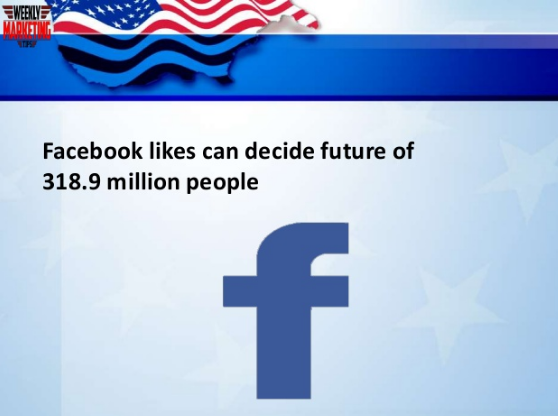 WEEKLY
MARKETING
Facebook likes can decide future of
318.9 million people
f